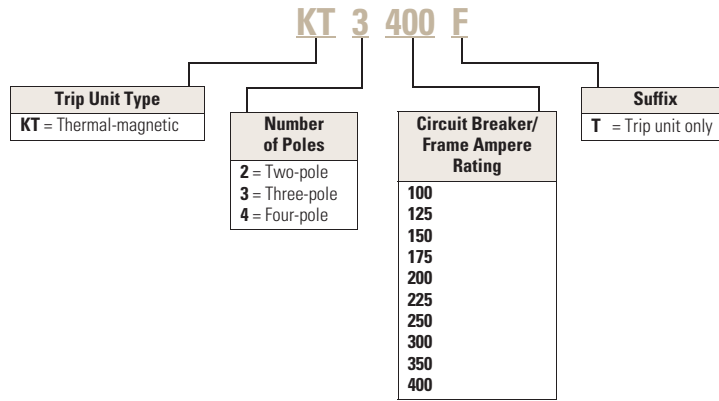 KT 3 400 F
Trip Unit Type
KT = Thermal-magnetic
Number
of Poles
2 = Two-pole
3 = Three-pole
4 = Four-pole
Circuit Breaker/
Frame Ampere
Rating
100
125
150
175
200
225
250
300
350
400
Suffix
T = Trip unit only